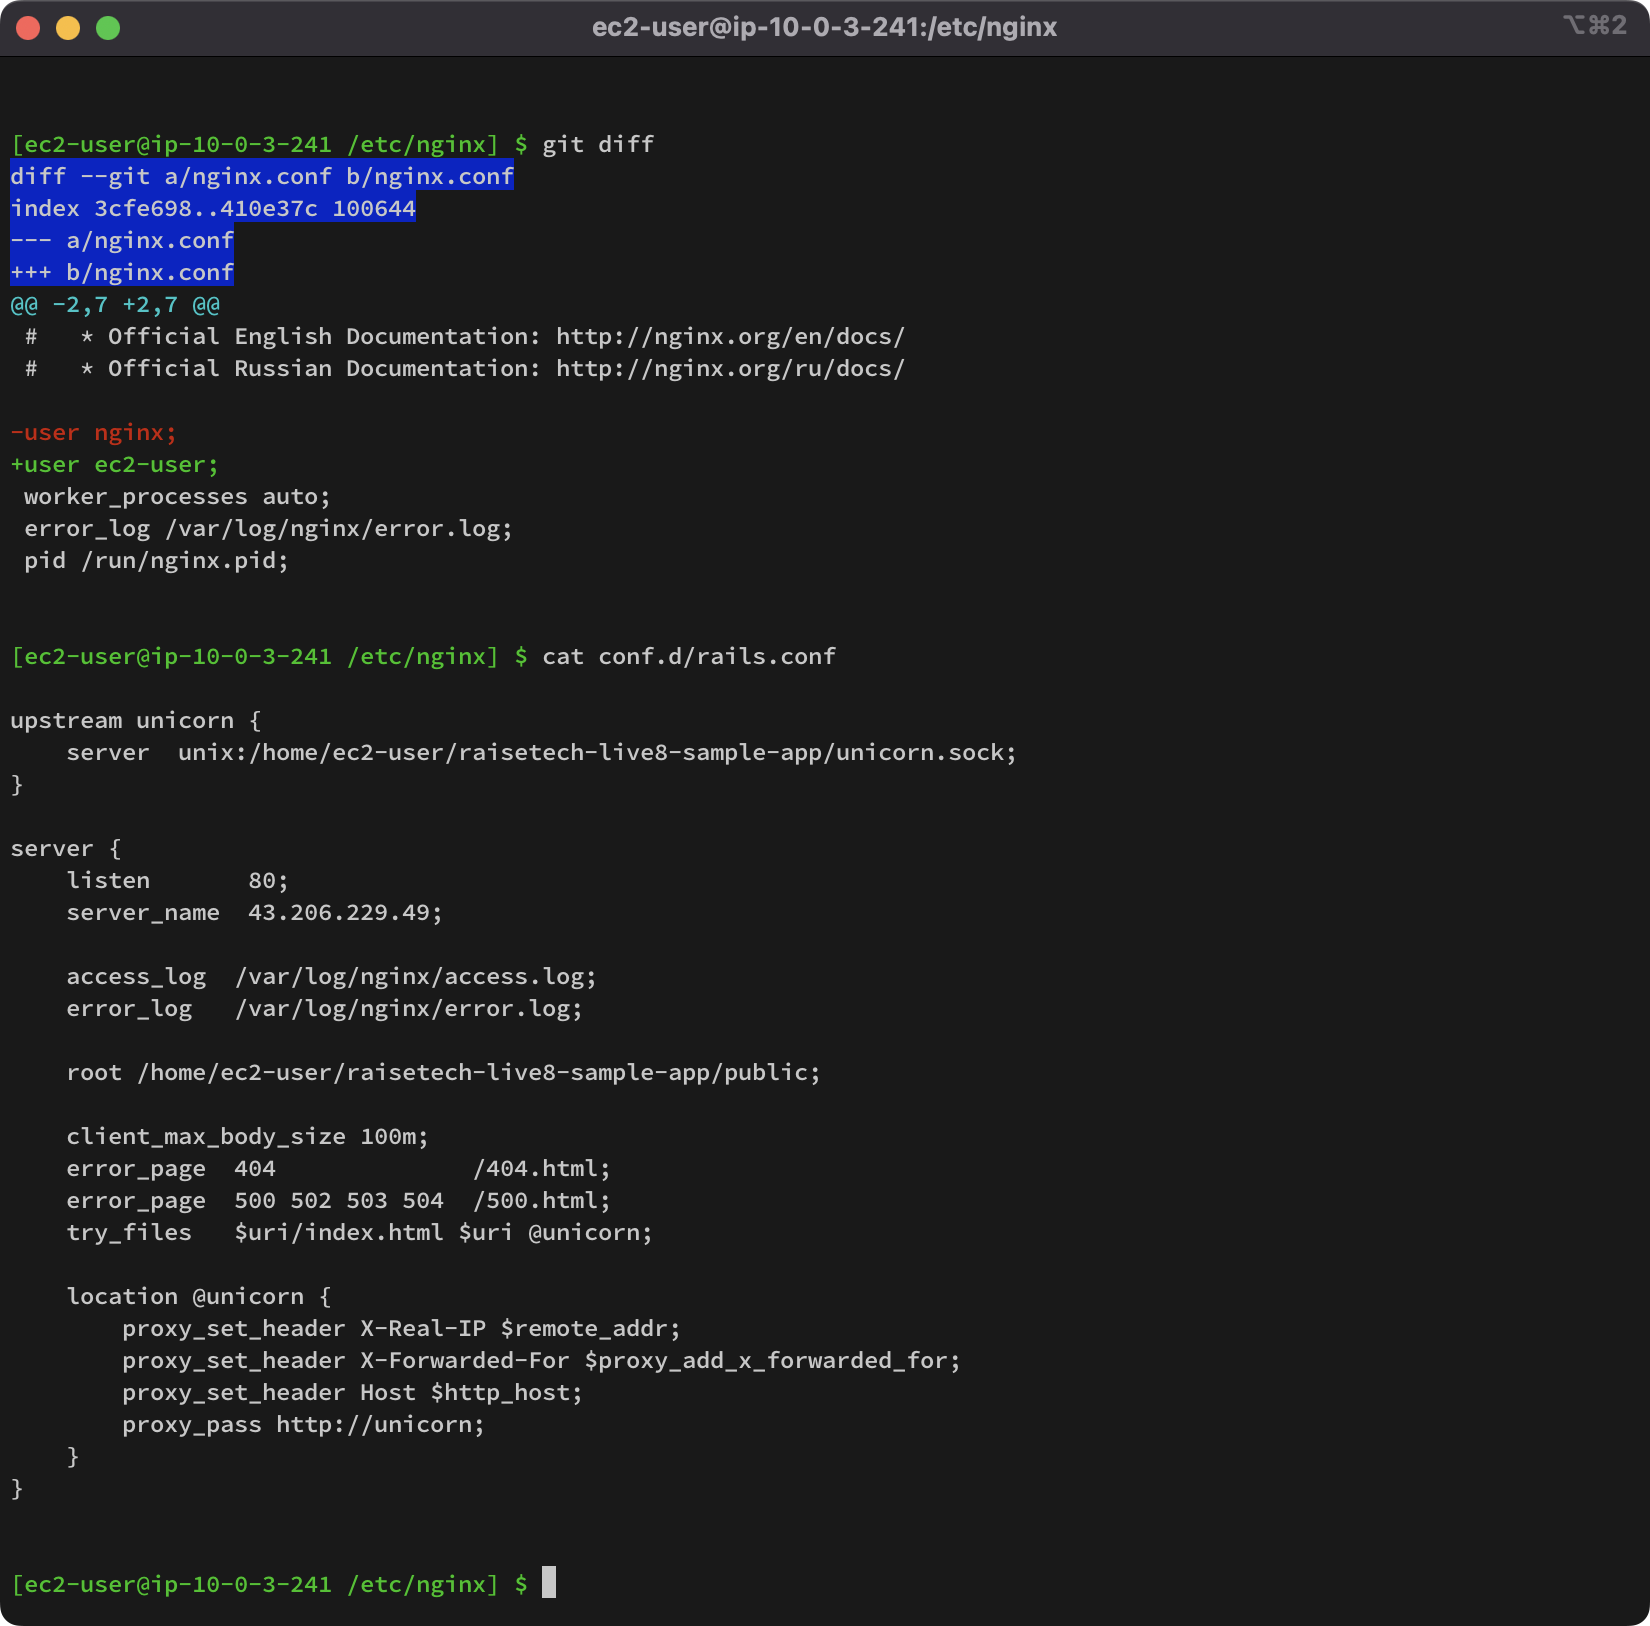 ec2-user@ip-10-0-3-241:/etc/nginx
⌥⌘2
[ec2-user@ip-10-0-3-241 /etc/nginx] $ git diff
diff --git a/nginx.conf b/nginx.conf
index 3cfe698..410e37c 100644
--- a/nginx.conf
+++ b/nginx.conf
@@ -2,7 +2,7 @@
 #   * Official English Documentation: http://nginx.org/en/docs/
 #   * Official Russian Documentation: http://nginx.org/ru/docs/
-user nginx;
+user ec2-user;
 worker_processes auto;
 error_log /var/log/nginx/error.log;
 pid /run/nginx.pid;
[ec2-user@ip-10-0-3-241 /etc/nginx] $ cat conf.d/rails.conf
upstream unicorn {
    server  unix:/home/ec2-user/raisetech-live8-sample-app/unicorn.sock;
}
server {
    listen       80;
    server_name  43.206.229.49;
    access_log  /var/log/nginx/access.log;
    error_log   /var/log/nginx/error.log;
    root /home/ec2-user/raisetech-live8-sample-app/public;
    client_max_body_size 100m;
    error_page  404              /404.html;
    error_page  500 502 503 504  /500.html;
    try_files   $uri/index.html $uri @unicorn;
    location @unicorn {
        proxy_set_header X-Real-IP $remote_addr;
        proxy_set_header X-Forwarded-For $proxy_add_x_forwarded_for;
        proxy_set_header Host $http_host;
        proxy_pass http://unicorn;
    }
}
[ec2-user@ip-10-0-3-241 /etc/nginx] $